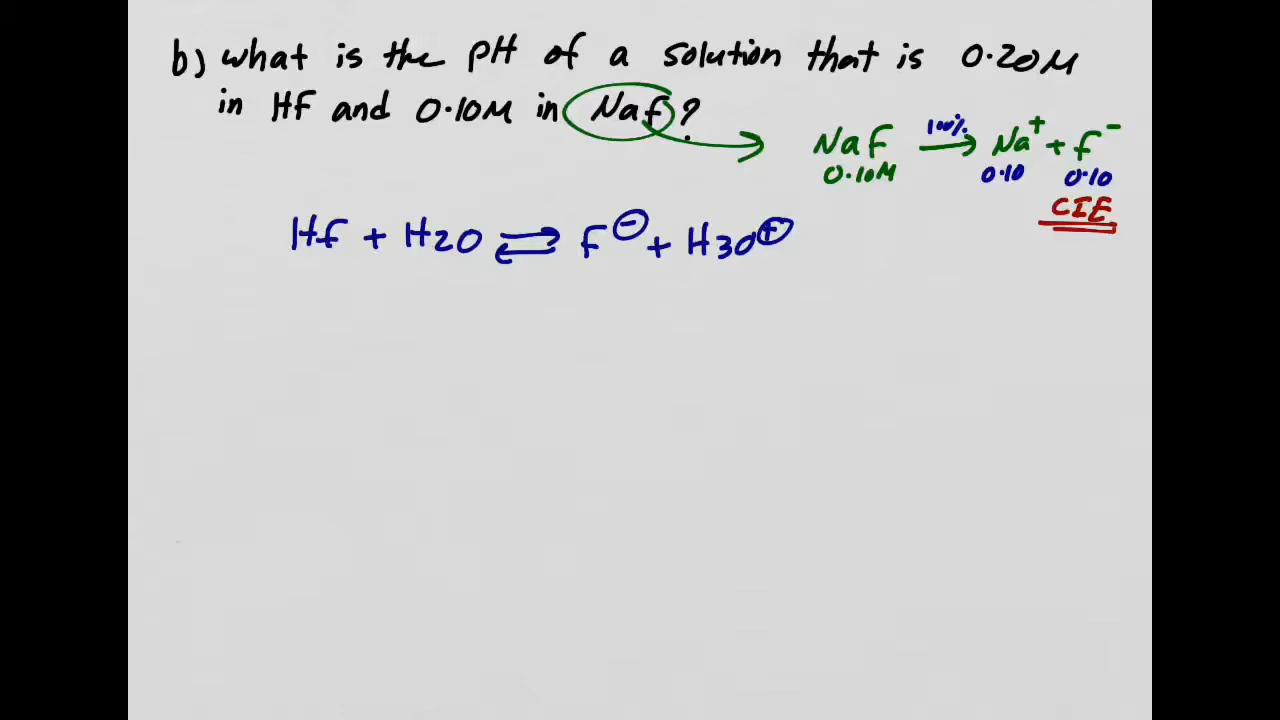 b) what is the pH of a solution that is 0.20M
in HF and 0.10M in NaF?
NaF 100% → Na+ + F-
0.10M 0.10 0.10
CIE
HF + H2O ⇌ F⊖ + H3O⊕